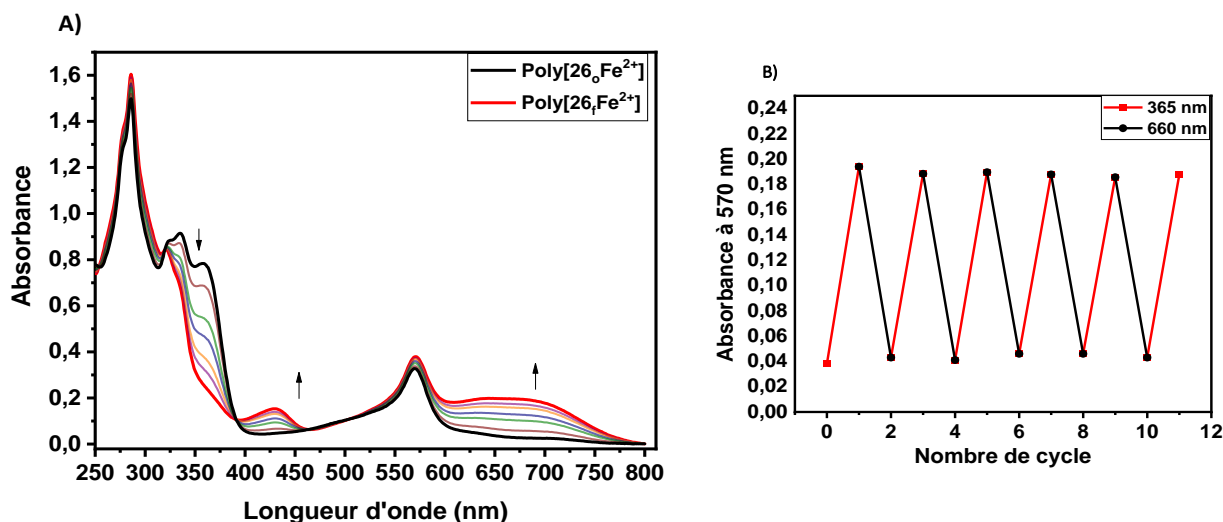 A)
Poly[26ₒFe²⁺]
Poly[26fFe²⁺]
1,6
1,4
1,2
1,0
0,8
0,6
0,4
0,2
0,0
250 300 350 400 450 500 550 600 650 700 750 800
Absorbance
Longueur d'onde (nm)
B)
365 nm
660 nm
0,24
0,22
0,20
0,18
0,16
0,14
0,12
0,10
0,08
0,06
0,04
0,02
0,00
0 2 4 6 8 10 12
Absorbance à 570 nm
Nombre de cycle